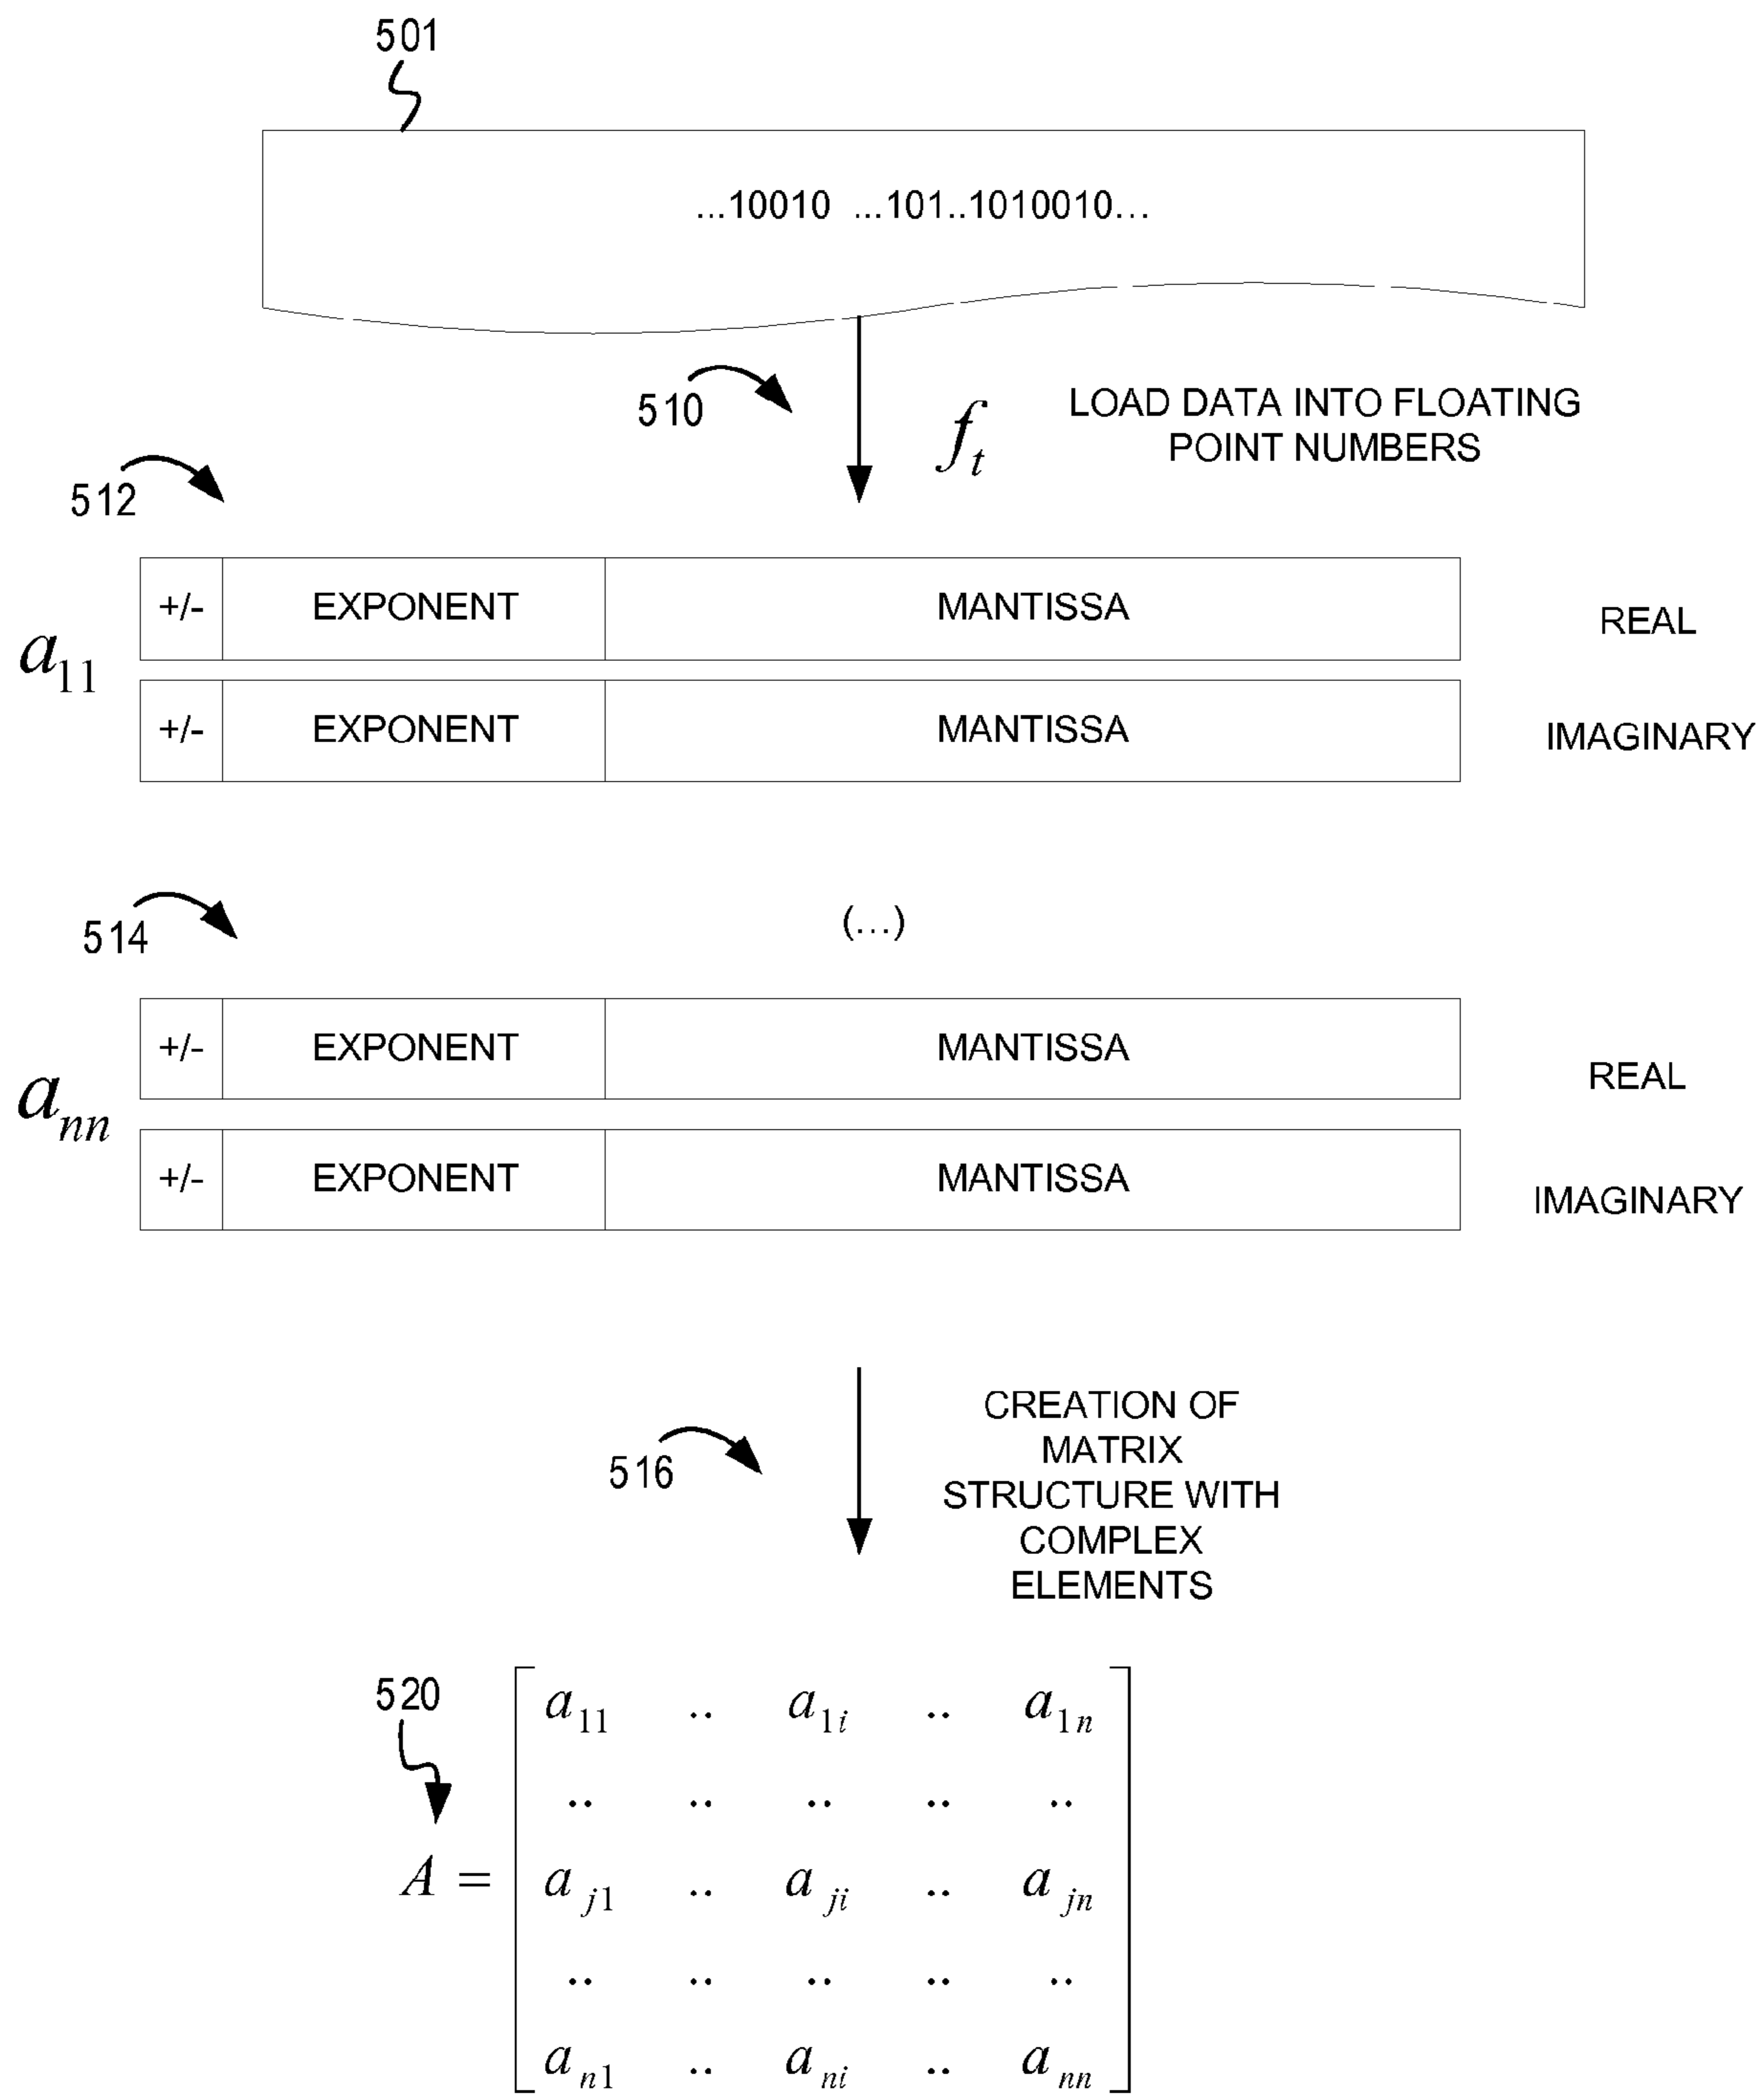 501
...10010 ...101..1010010...
510
f_t
LOAD DATA INTO FLOATING
POINT NUMBERS
512
a_11
+/- EXPONENT MANTISSA REAL
+/- EXPONENT MANTISSA IMAGINARY
514
(...)
a_nn
+/- EXPONENT MANTISSA REAL
+/- EXPONENT MANTISSA IMAGINARY
516
CREATION OF
MATRIX
STRUCTURE WITH
COMPLEX
ELEMENTS
520
a_11 .. a_1i .. a_1n
.. .. .. .. ..
A = a_j1 .. a_ji .. a_jn
.. .. .. .. ..
a_n1 .. a_ni .. a_nn